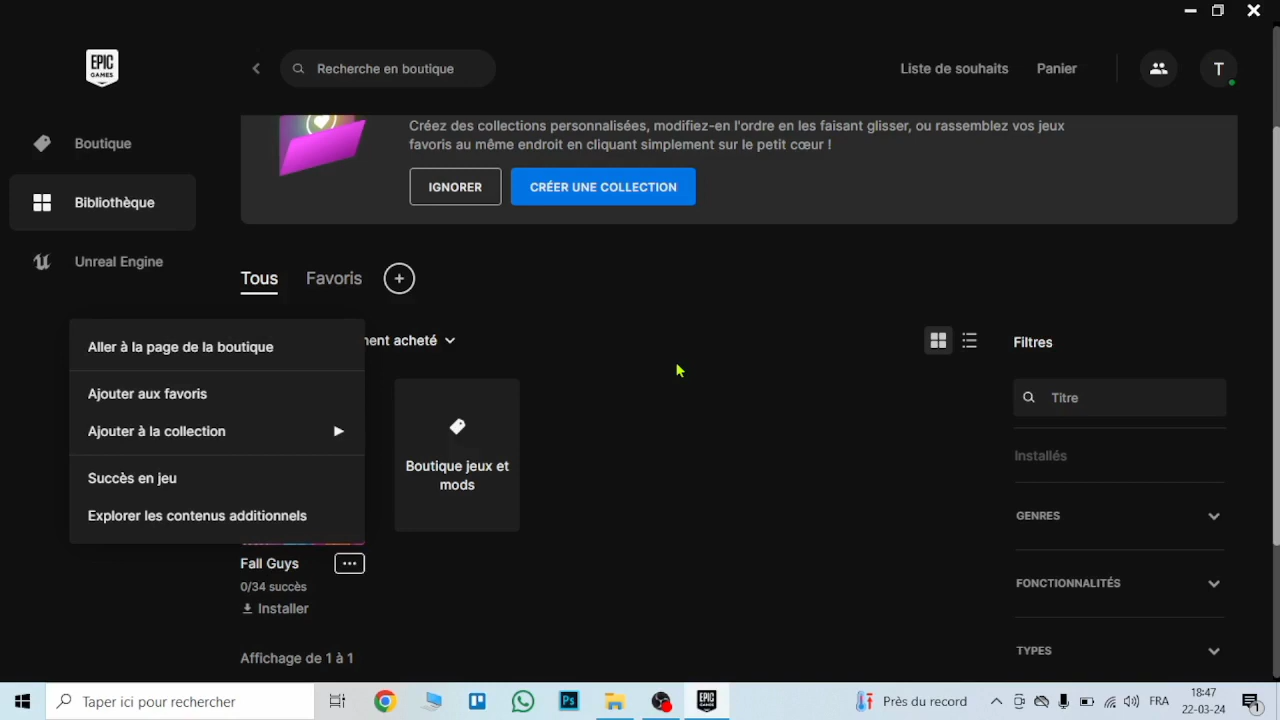 EPIC
GAMES
Recherche en boutique
Liste de souhaits
Panier
T
Boutique
Bibliothèque
Unreal Engine
Créez des collections personnalisées, modifiez-en l'ordre en les faisant glisser, ou rassemblez vos jeux
favoris au même endroit en cliquant simplement sur le petit cœur !
IGNORER
CRÉER UNE COLLECTION
Tous
Favoris
Aller à la page de la boutique
Ajouter aux favoris
Ajouter à la collection
Succès en jeu
Explorer les contenus additionnels
acheté
Boutique jeux et
mods
Fall Guys
0/34 succès
Installer
Affichage de 1 à 1
Filtres
Titre
Installés
GENRES
FONCTIONNALITÉS
TYPES
Taper ici pour rechercher
Ps
EPIC
GAMES
Près du record
FRA
18:47
22-03-24
1